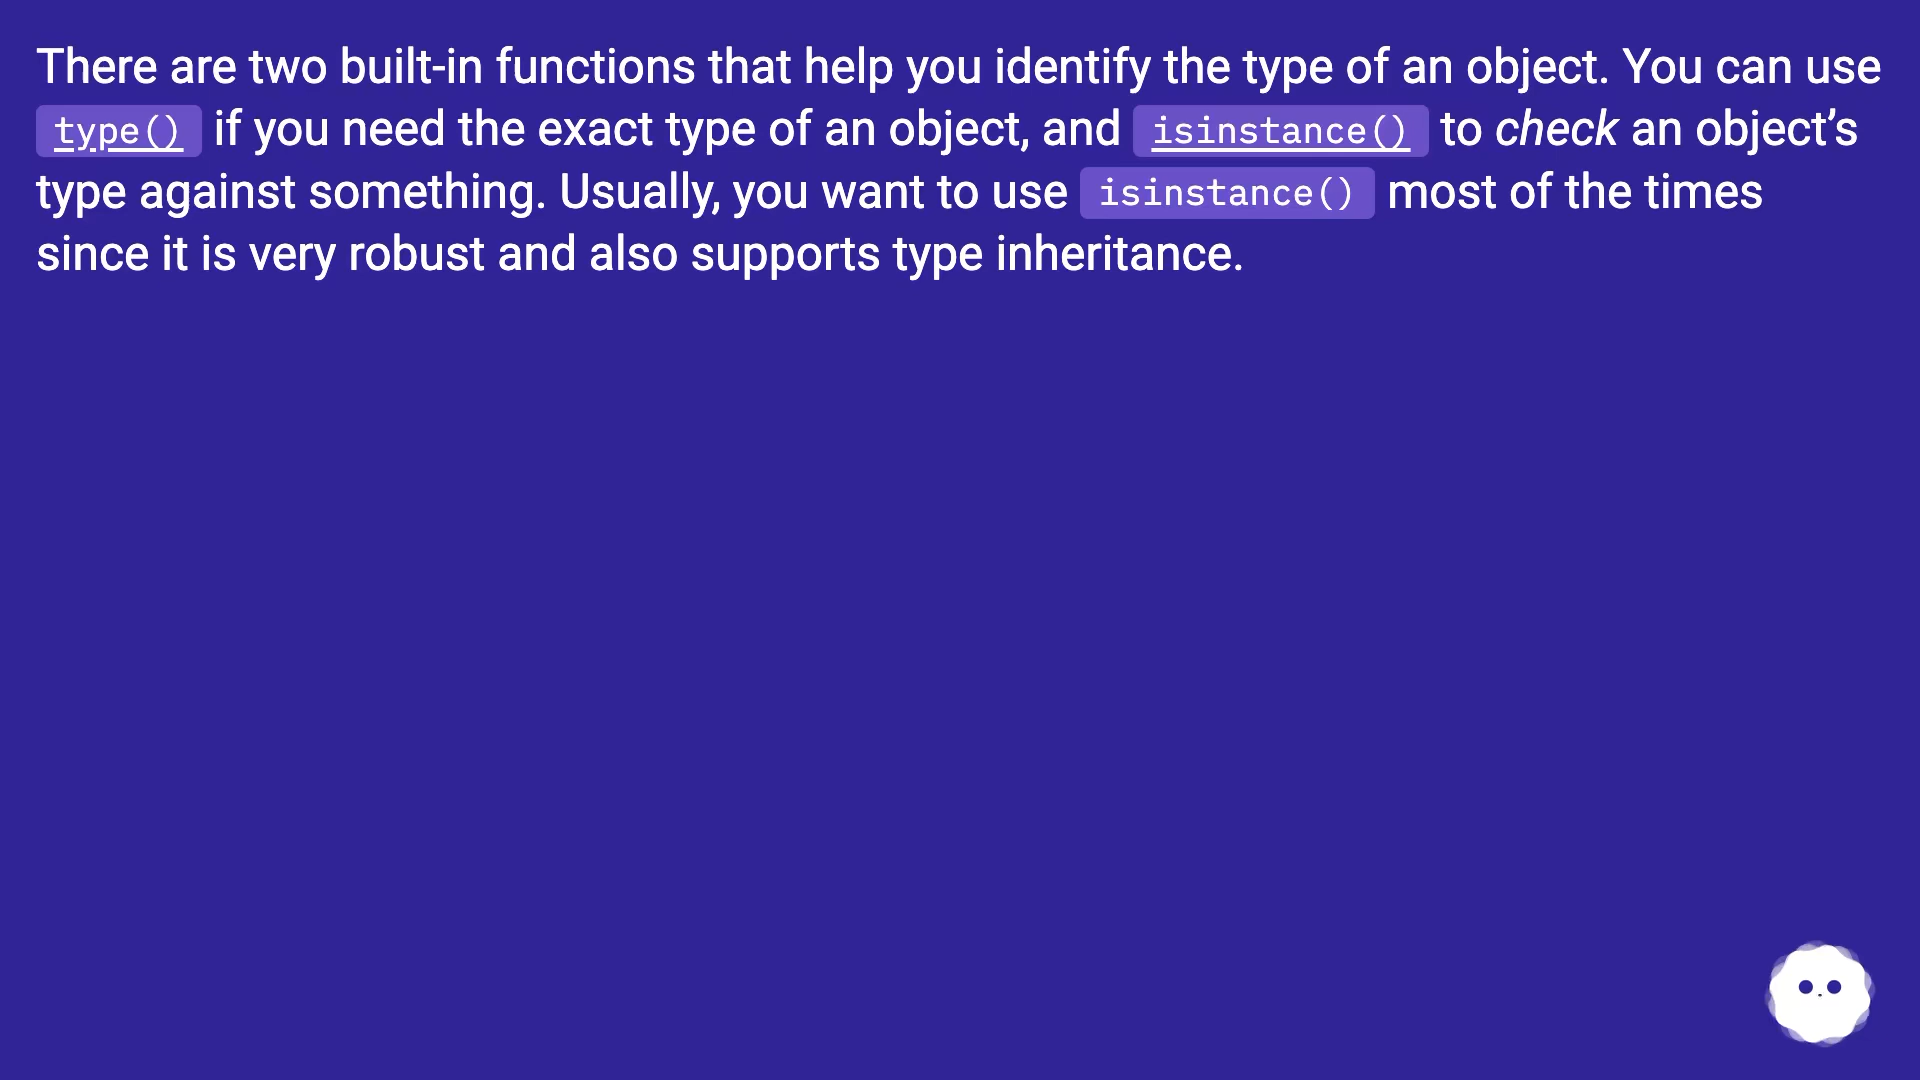 There are two built-in functions that help you identify the type of an object. You can use
type() if you need the exact type of an object, and isinstance() to check an object’s
type against something. Usually, you want to use isinstance() most of the times
since it is very robust and also supports type inheritance.